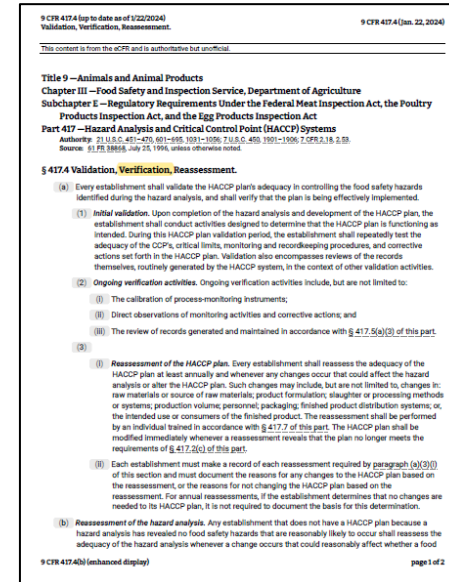 9 CFR 417.4 (up to date as of 1/22/2024)
Validation, Verification, Reassessment.
9 CFR 417.4 (Jan. 22, 2024)
This content is from the eCFR and is authoritative but unofficial.
Title 9 —Animals and Animal Products
Chapter III —Food Safety and Inspection Service, Department of Agriculture
Subchapter E —Regulatory Requirements Under the Federal Meat Inspection Act, the Poultry
Products Inspection Act, and the Egg Products Inspection Act
Part 417 —Hazard Analysis and Critical Control Point (HACCP) Systems
Authority: 21 U.S.C. 451-470, 601-695, 1031-1056; 7 U.S.C. 450, 1901-1906; 7 CFR 2.18, 2.53.
Source: 61 FR 38868, July 25, 1996, unless otherwise noted.
§ 417.4 Validation, Verification, Reassessment.
(a) Every establishment shall validate the HACCP plan's adequacy in controlling the food safety hazards
identified during the hazard analysis, and shall verify that the plan is being effectively implemented.
(1) Initial validation. Upon completion of the hazard analysis and development of the HACCP plan, the
establishment shall conduct activities designed to determine that the HACCP plan is functioning as
intended. During this HACCP plan validation period, the establishment shall repeatedly test the
adequacy of the CCP's, critical limits, monitoring and recordkeeping procedures, and corrective
actions set forth in the HACCP plan. Validation also encompasses reviews of the records
themselves, routinely generated by the HACCP system, in the context of other validation activities.
(2) Ongoing verification activities. Ongoing verification activities include, but are not limited to:
(i) The calibration of process-monitoring instruments;
(ii) Direct observations of monitoring activities and corrective actions; and
(iii) The review of records generated and maintained in accordance with § 417.5(a)(3) of this part.
(3)
(i) Reassessment of the HACCP plan. Every establishment shall reassess the adequacy of the
HACCP plan at least annually and whenever any changes occur that could affect the hazard
analysis or alter the HACCP plan. Such changes may include, but are not limited to, changes in:
raw materials or source of raw materials; product formulation; slaughter or processing methods
or systems; production volume; personnel; packaging; finished product distribution systems; or,
the intended use or consumers of the finished product. The reassessment shall be performed
by an individual trained in accordance with § 417.7 of this part. The HACCP plan shall be
modified immediately whenever a reassessment reveals that the plan no longer meets the
requirements of § 417.2(c) of this part.
(ii) Each establishment must make a record of each reassessment required by paragraph (a)(3)(i)
of this section and must document the reasons for any changes to the HACCP plan based on
the reassessment, or the reasons for not changing the HACCP plan based on the
reassessment. For annual reassessments, if the establishment determines that no changes are
needed to its HACCP plan, it is not required to document the basis for this determination.
(b) Reassessment of the hazard analysis. Any establishment that does not have a HACCP plan because a
hazard analysis has revealed no food safety hazards that are reasonably likely to occur shall reassess the
adequacy of the hazard analysis whenever a change occurs that could reasonably affect whether a food
9 CFR 417.4(b) (enhanced display)
page 1 of 2